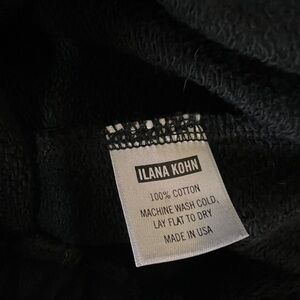 ILANA KOHN
100% COTTON
MACHINE WASH COLD,
LAY FLAT TO DRY
MADE IN USA